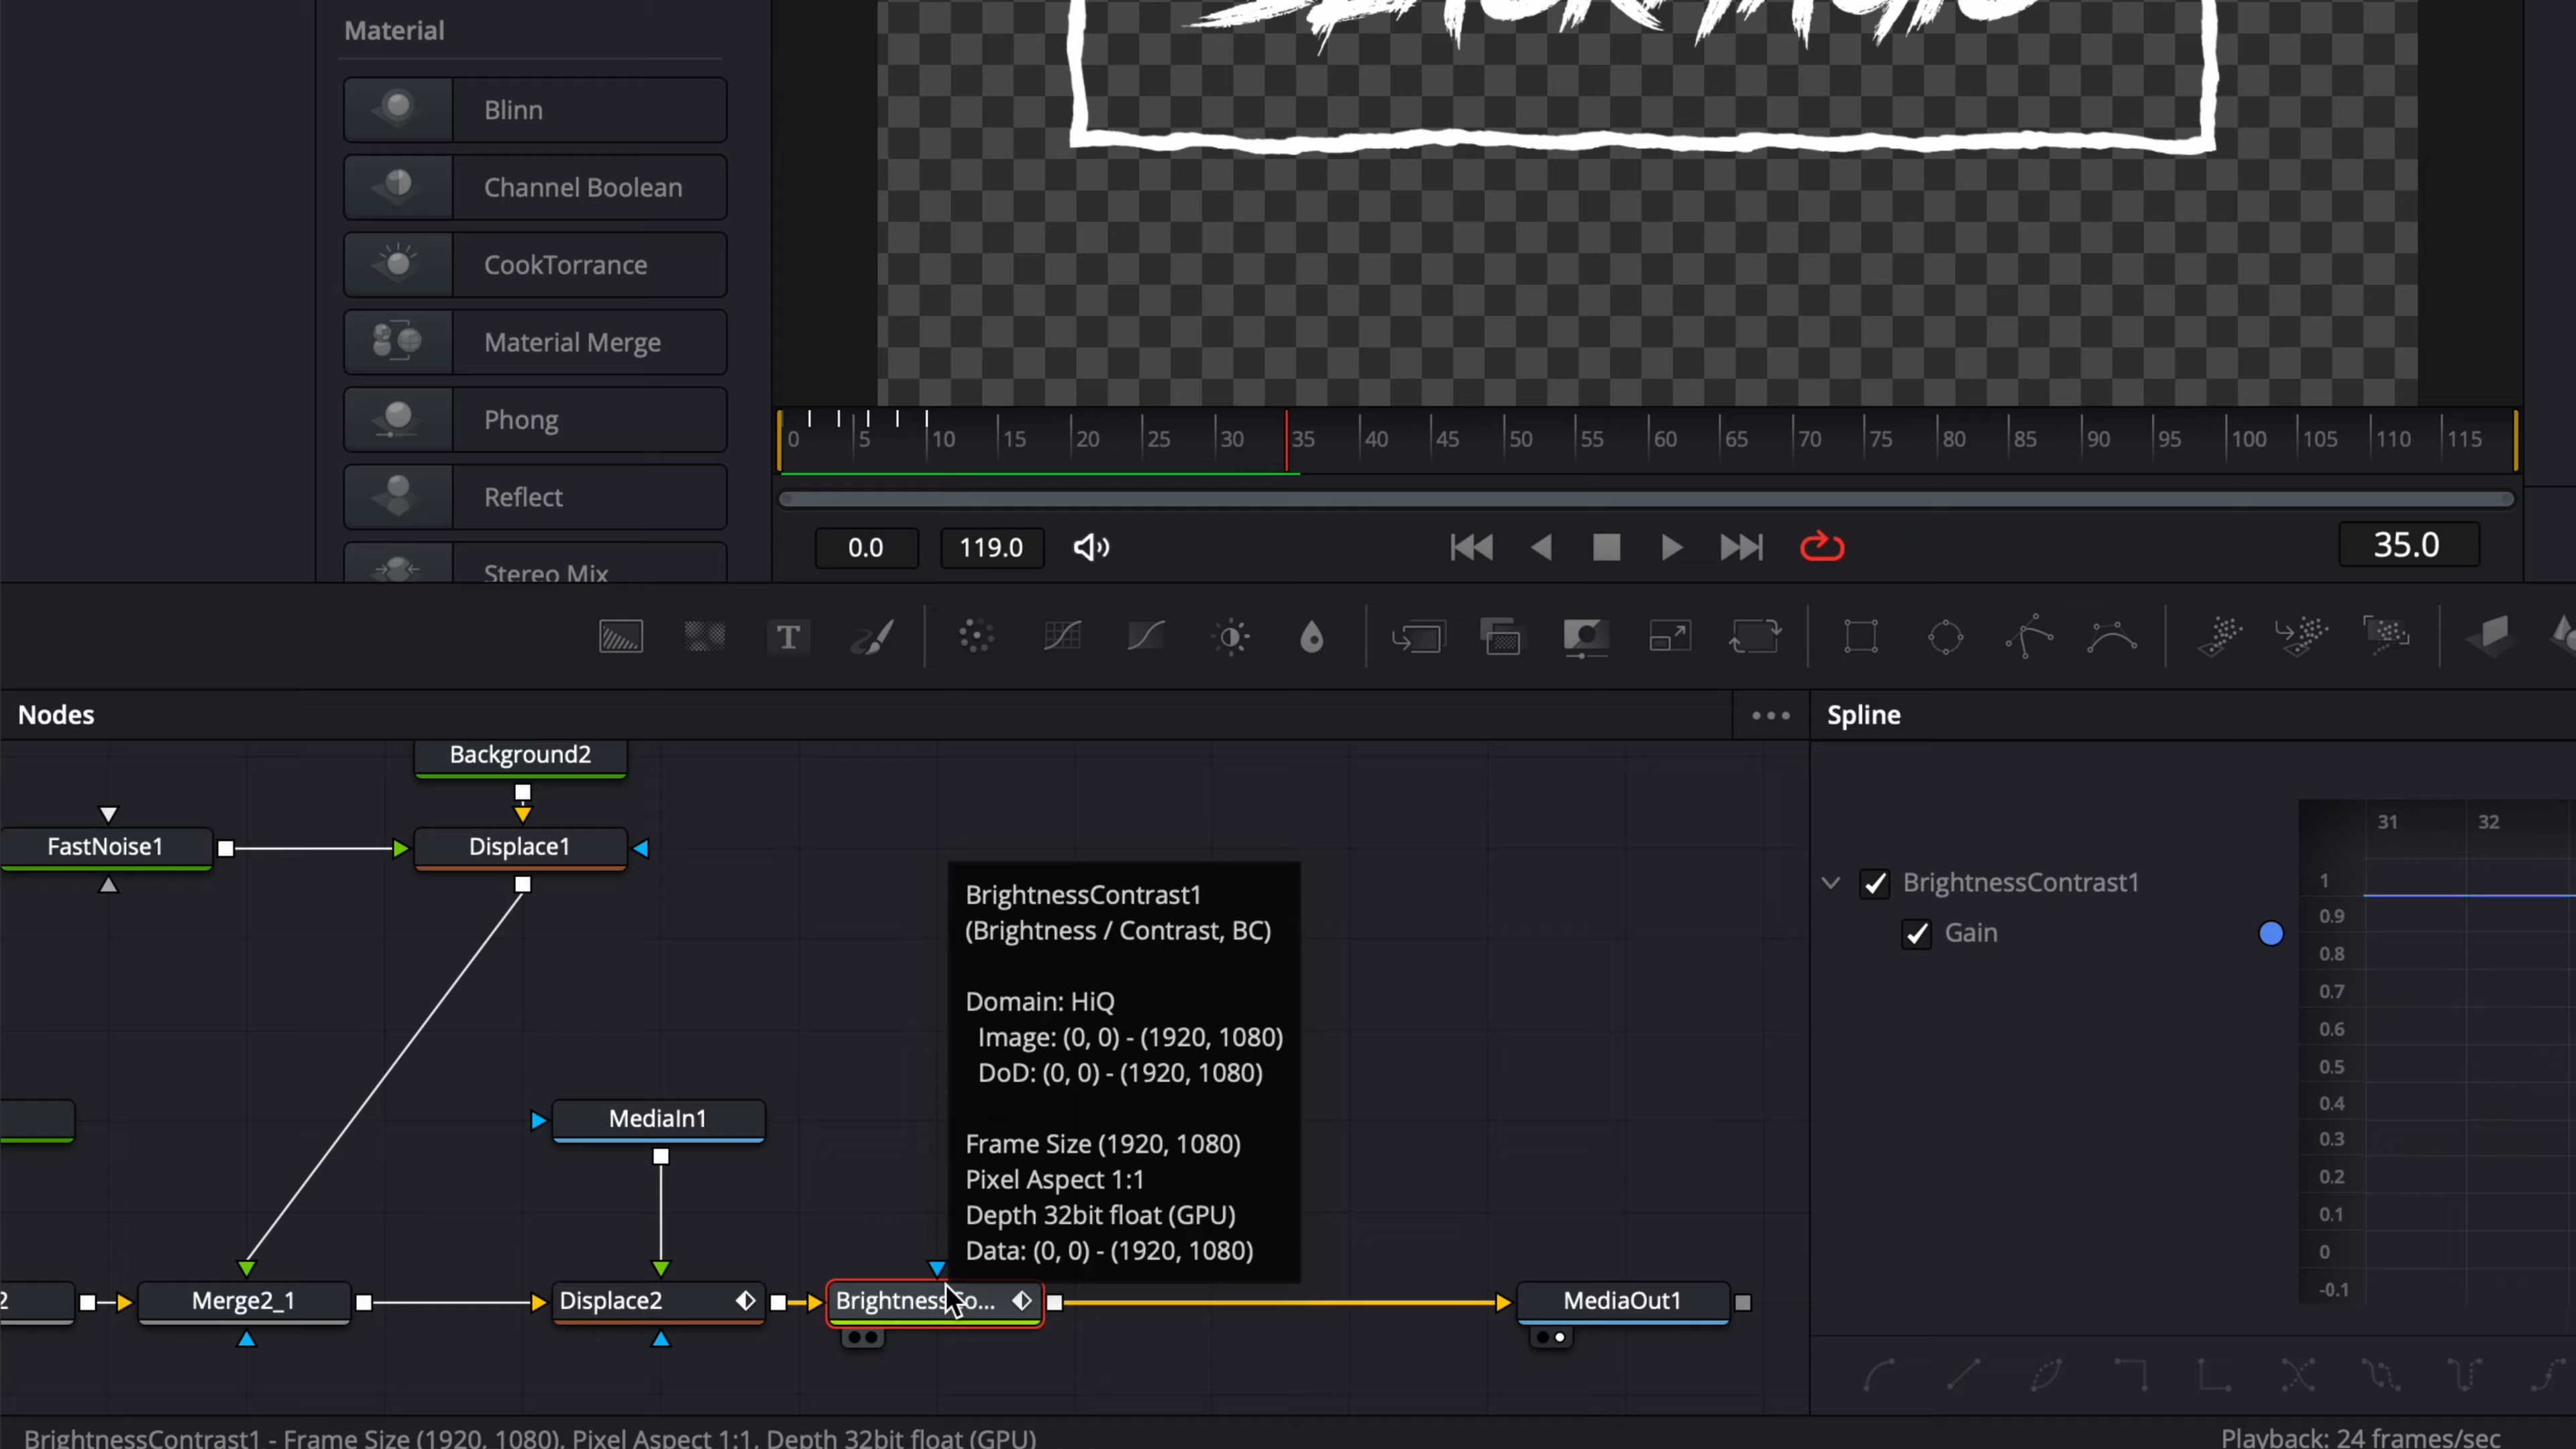 Material
Blinn
Channel Boolean
CookTorrance
Material Merge
Phong
Reflect
Stereo Mix
0 5 10 15 20 25 30 35 40 45 50 55 60 65 70 75 80 85 90 95 100 105 110 115
0.0 119.0 35.0
T
Nodes
Spline
Background2
FastNoise1
Displace1
BrightnessContrast1
(Brightness / Contrast, BC)
Domain: HiQ
Image: (0, 0) - (1920, 1080)
DoD: (0, 0) - (1920, 1080)
Frame Size (1920, 1080)
Pixel Aspect 1:1
Depth 32bit float (GPU)
Data: (0, 0) - (1920, 1080)
MediaIn1
2
Merge2_1
Displace2
Brightness Co...
MediaOut1
31 32
BrightnessContrast1
Gain
1
0.9
0.8
0.7
0.6
0.5
0.4
0.3
0.2
0.1
0
-0.1
BrightnessContrast1 - Frame Size (1920, 1080), Pixel Aspect 1:1, Depth 32bit float (GPU)
Playback: 24 frames/sec